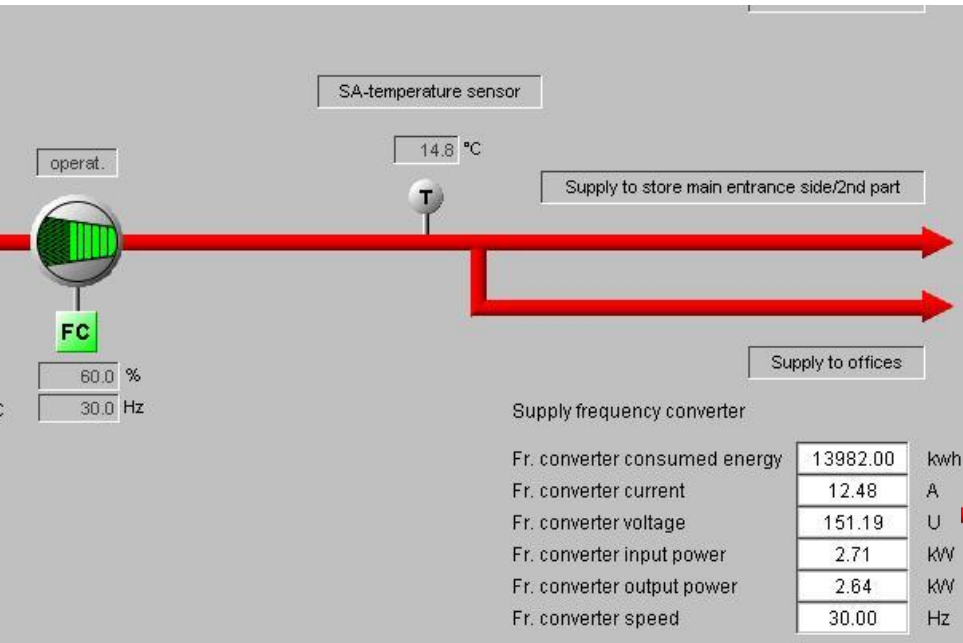 SA-temperature sensor
14.8 °C
operat.
Supply to store main entrance side/2nd part
T
FC
60.0 %
30.0 Hz
Supply to offices
Supply frequency converter
Fr. converter consumed energy 13982.00 kwh
Fr. converter current 12.48 A
Fr. converter voltage 151.19 U
Fr. converter input power 2.71 kW
Fr. converter output power 2.64 kW
Fr. converter speed 30.00 Hz